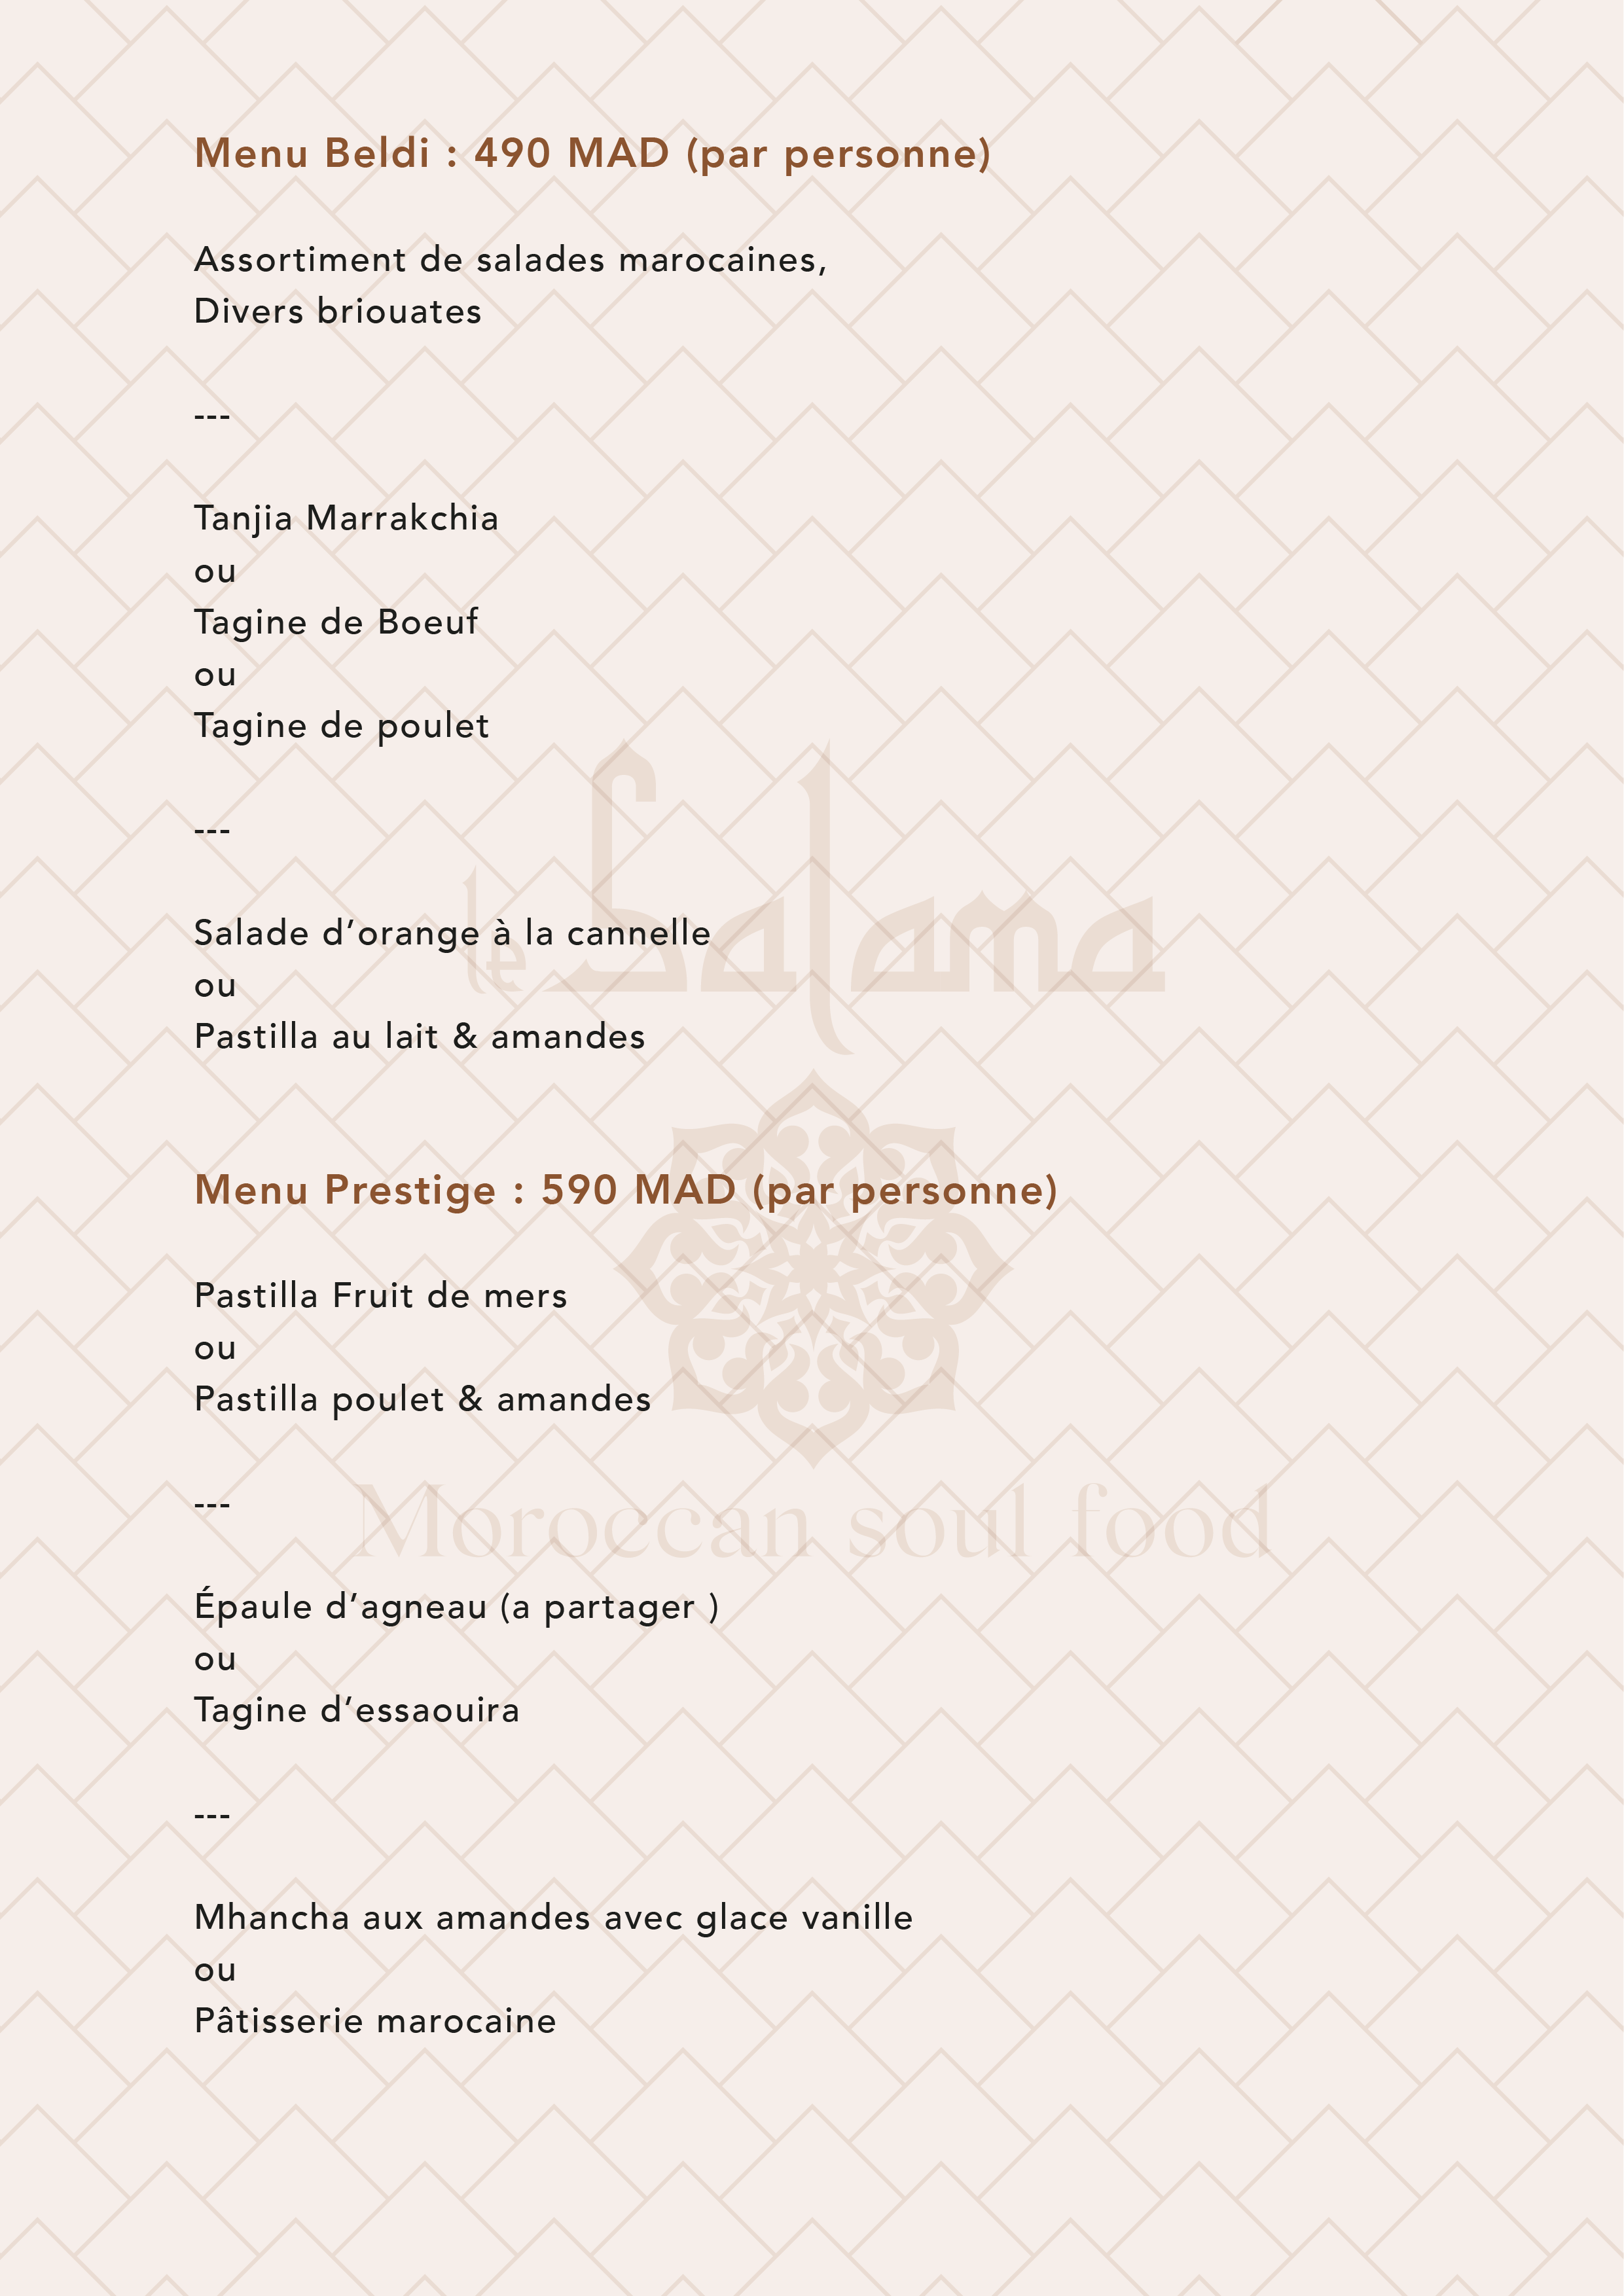 Menu Beldi : 490 MAD (par personne)
Assortiment de salades marocaines,
Divers briouates
---
Tanjia Marrakchia
ou
Tagine de Boeuf
ou
Tagine de poulet
---
le Salama
Salade d’orange à la cannelle
ou
Pastilla au lait & amandes
Menu Prestige : 590 MAD (par personne)
Pastilla Fruit de mers
ou
Pastilla poulet & amandes
---
Moroccan soul food
Épaule d’agneau (a partager )
ou
Tagine d’essaouira
---
Mhancha aux amandes avec glace vanille
ou
Pâtisserie marocaine